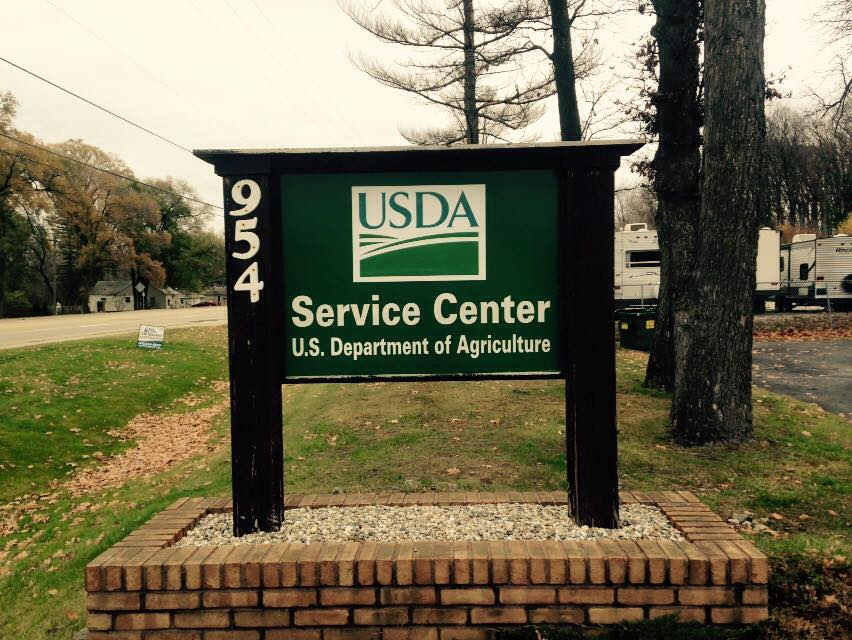 954
USDA
Service Center
U.S. Department of Agriculture